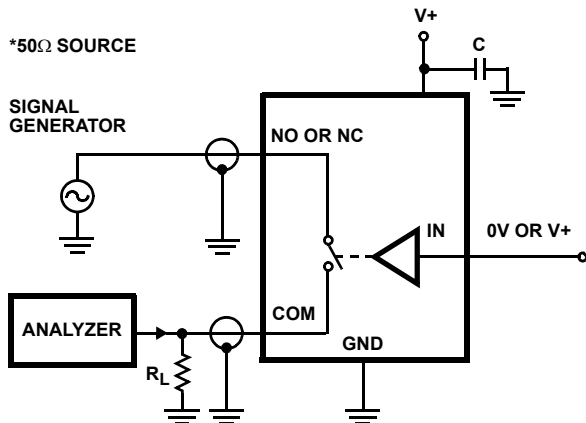 *50Ω SOURCE
V+
C
SIGNAL
GENERATOR
NO OR NC
IN
0V OR V+
COM
ANALYZER
GND
RL